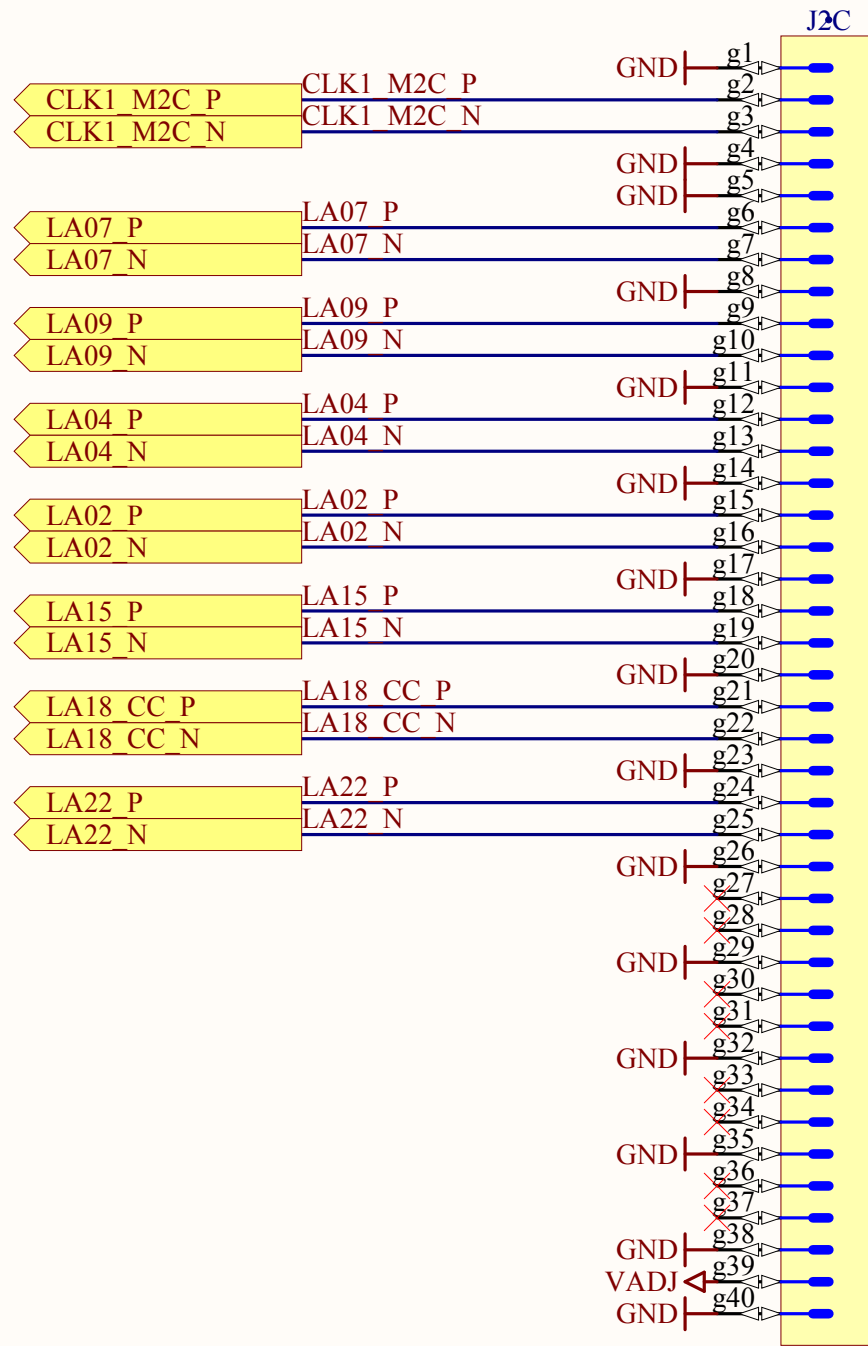 J2C
g1
GND
CLK1_M2C_P CLK1_M2C_P g2
CLK1_M2C_N CLK1_M2C_N g3
GND g4
GND g5
LA07_P LA07_P g6
LA07_N LA07_N g7
GND g8
LA09_P LA09_P g9
LA09_N LA09_N g10
GND g11
LA04_P LA04_P g12
LA04_N LA04_N g13
GND g14
LA02_P LA02_P g15
LA02_N LA02_N g16
GND g17
LA15_P LA15_P g18
LA15_N LA15_N g19
GND g20
LA18_CC_P LA18_CC_P g21
LA18_CC_N LA18_CC_N g22
GND g23
LA22_P LA22_P g24
LA22_N LA22_N g25
GND g26
g27
g28
GND g29
g30
g31
GND g32
g33
g34
GND g35
g36
g37
GND g38
VADJ g39
GND g40